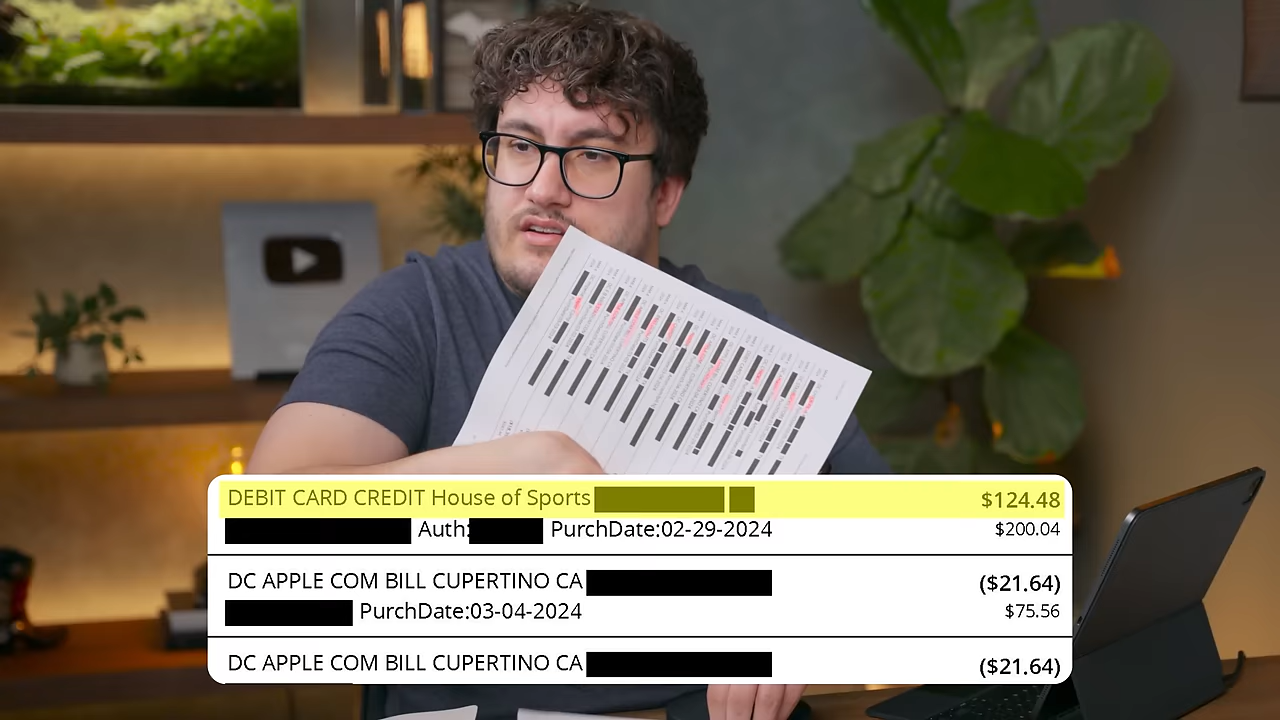 DEBIT CARD CREDIT House of Sports $124.48
Auth: PurchDate:02-29-2024 $200.04
DC APPLE COM BILL CUPERTINO CA ($21.64)
PurchDate:03-04-2024 $75.56
DC APPLE COM BILL CUPERTINO CA ($21.64)